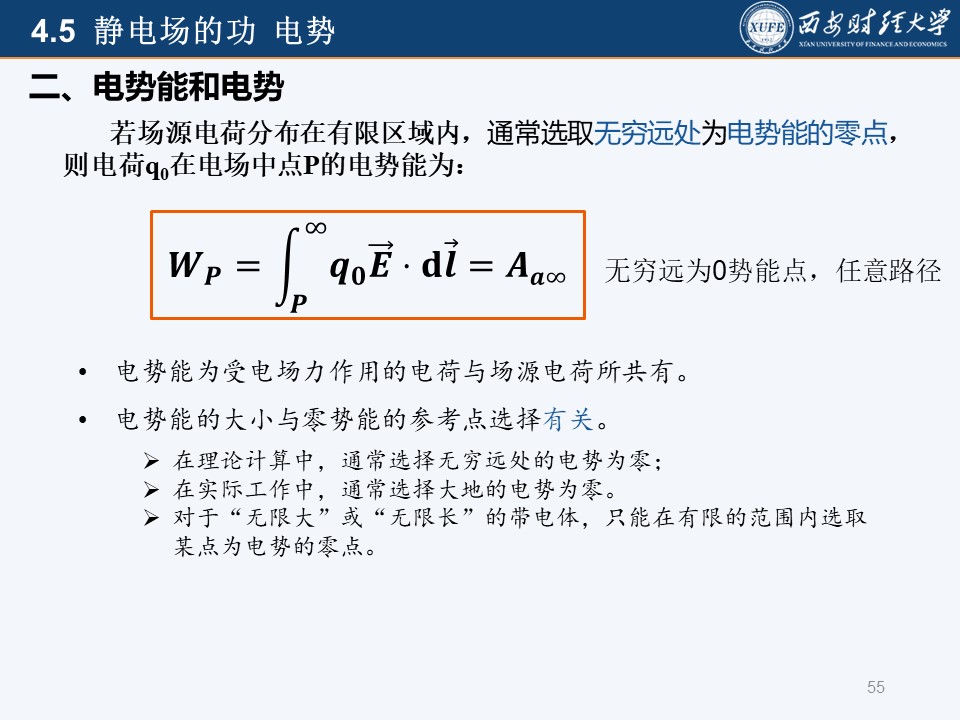 4.5 静电场的功 电势
XUFE 西安财经大学
XI'AN UNIVERSITY OF FINANCE AND ECONOMICS
二、电势能和电势
若场源电荷分布在有限区域内，通常选取无穷远处为电势能的零点，
则电荷q₀在电场中点P的电势能为：
$W_P = \int_P^{\infty} q_0 \vec{E} \cdot \mathrm{d}\vec{l} = A_{a\infty}$ 无穷远为0势能点，任意路径
• 电势能为受电场力作用的电荷与场源电荷所共有。
• 电势能的大小与零势能的参考点选择有关。
➢ 在理论计算中，通常选择无穷远处的电势为零；
➢ 在实际工作中，通常选择大地的电势为零。
➢ 对于“无限大”或“无限长”的带电体，只能在有限的范围内选取
某点为电势的零点。
55